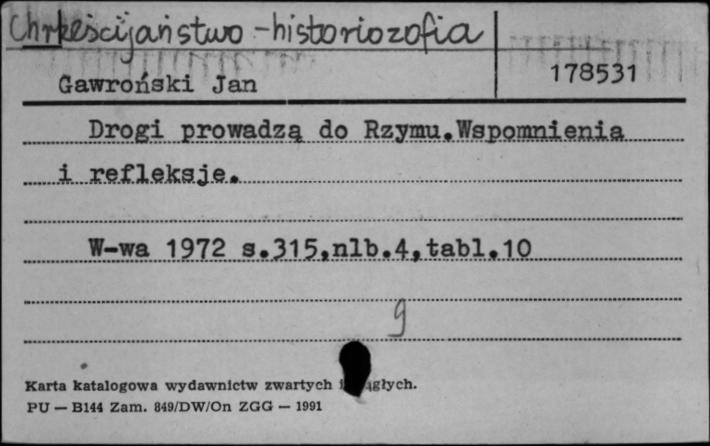 Chrześcijaństwo - historiozofia
178531
Gawroński Jan
Drogi prowadzą do Rzymu.Wspomnienia
i refleksje.
W-wa 1972 s.315,nlb.4,tabl.10
9
Karta katalogowa wydawnictw zwartych i
PU — B144 Zam. 849/DW/On ZGG — 1991